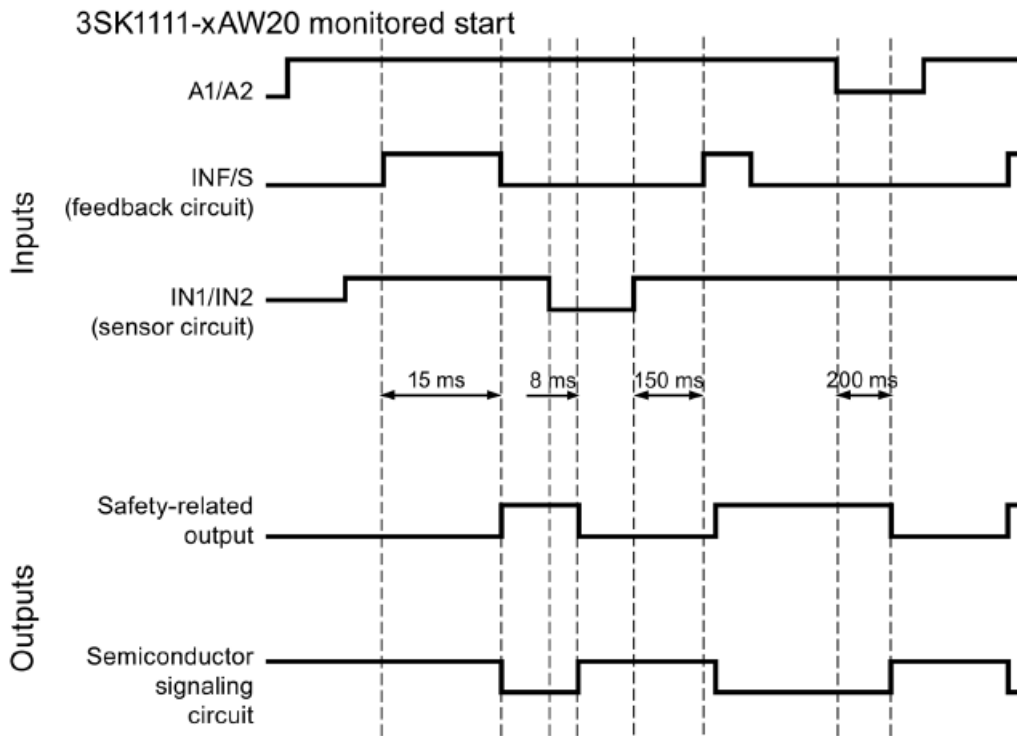 3SK1111-xAW20 monitored start
Inputs
A1/A2
INF/S
(feedback circuit)
IN1/IN2
(sensor circuit)
15 ms
8 ms
150 ms
200 ms
Outputs
Safety-related
output
Semiconductor
signaling
circuit